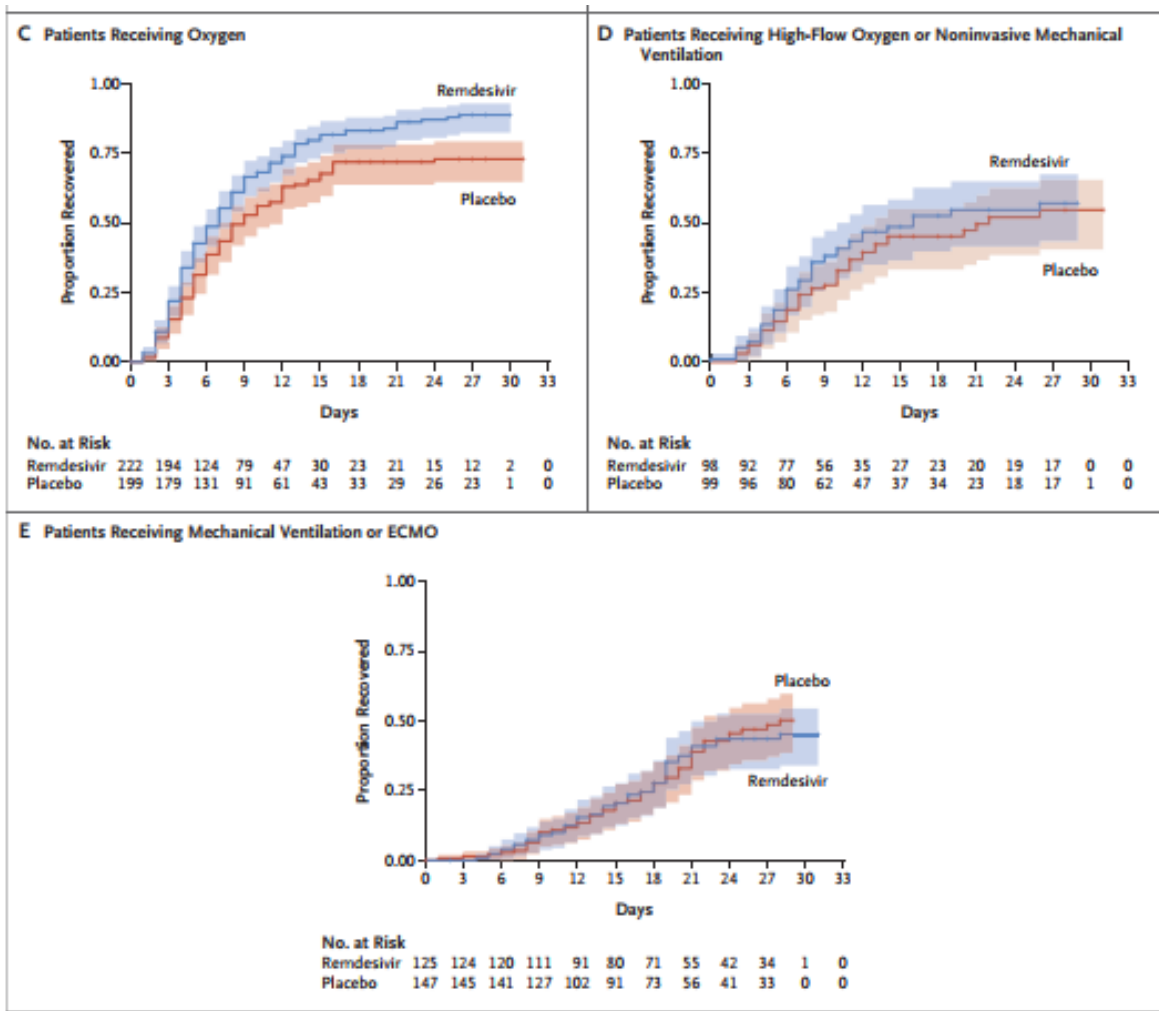 C Patients Receiving Oxygen
1.00
0.75
0.50
0.25
0.00
Proportion Recovered
Remdesivir
Placebo
0 3 6 9 12 15 18 21 24 27 30 33
Days
No. at Risk
Remdesivir 222 194 124 79 47 30 23 21 15 12 2 0
Placebo 199 179 131 91 61 43 33 29 26 23 1 0
D Patients Receiving High-Flow Oxygen or Noninvasive Mechanical
Ventilation
1.00
0.75
0.50
0.25
0.00
Proportion Recovered
Remdesivir
Placebo
0 3 6 9 12 15 18 21 24 27 30 33
Days
No. at Risk
Remdesivir 98 92 77 56 35 27 23 20 19 17 0 0
Placebo 99 96 80 62 47 37 34 23 18 17 1 0
E Patients Receiving Mechanical Ventilation or ECMO
1.00
0.75
0.50
0.25
0.00
Proportion Recovered
Placebo
Remdesivir
0 3 6 9 12 15 18 21 24 27 30 33
Days
No. at Risk
Remdesivir 125 124 120 111 91 80 71 55 42 34 1 0
Placebo 147 145 141 127 102 91 73 56 41 33 0 0